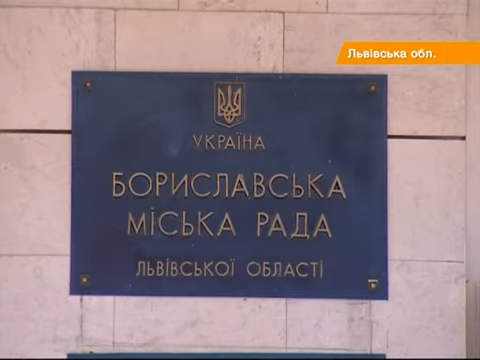 Львівська обл.
УКРАЇНА
БОРИСЛАВСЬКА
МІСЬКА РАДА
ЛЬВІВСЬКОЇ ОБЛАСТІ